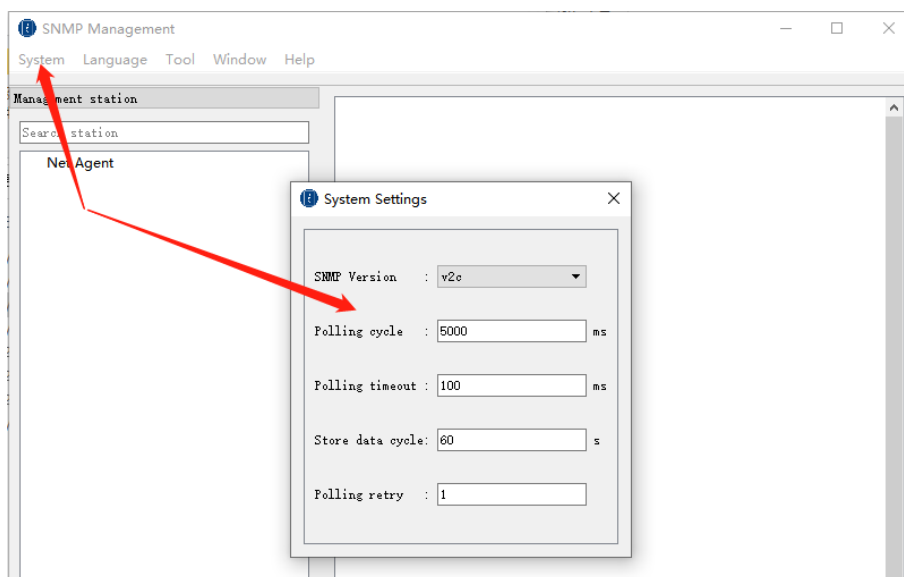 SNMP Management
System Language Tool Window Help
Management station
Search station
Net Agent
System Settings
SNMP Version : v2c
Polling cycle : 5000 ms
Polling timeout : 100 ms
Store data cycle: 60 s
Polling retry : 1